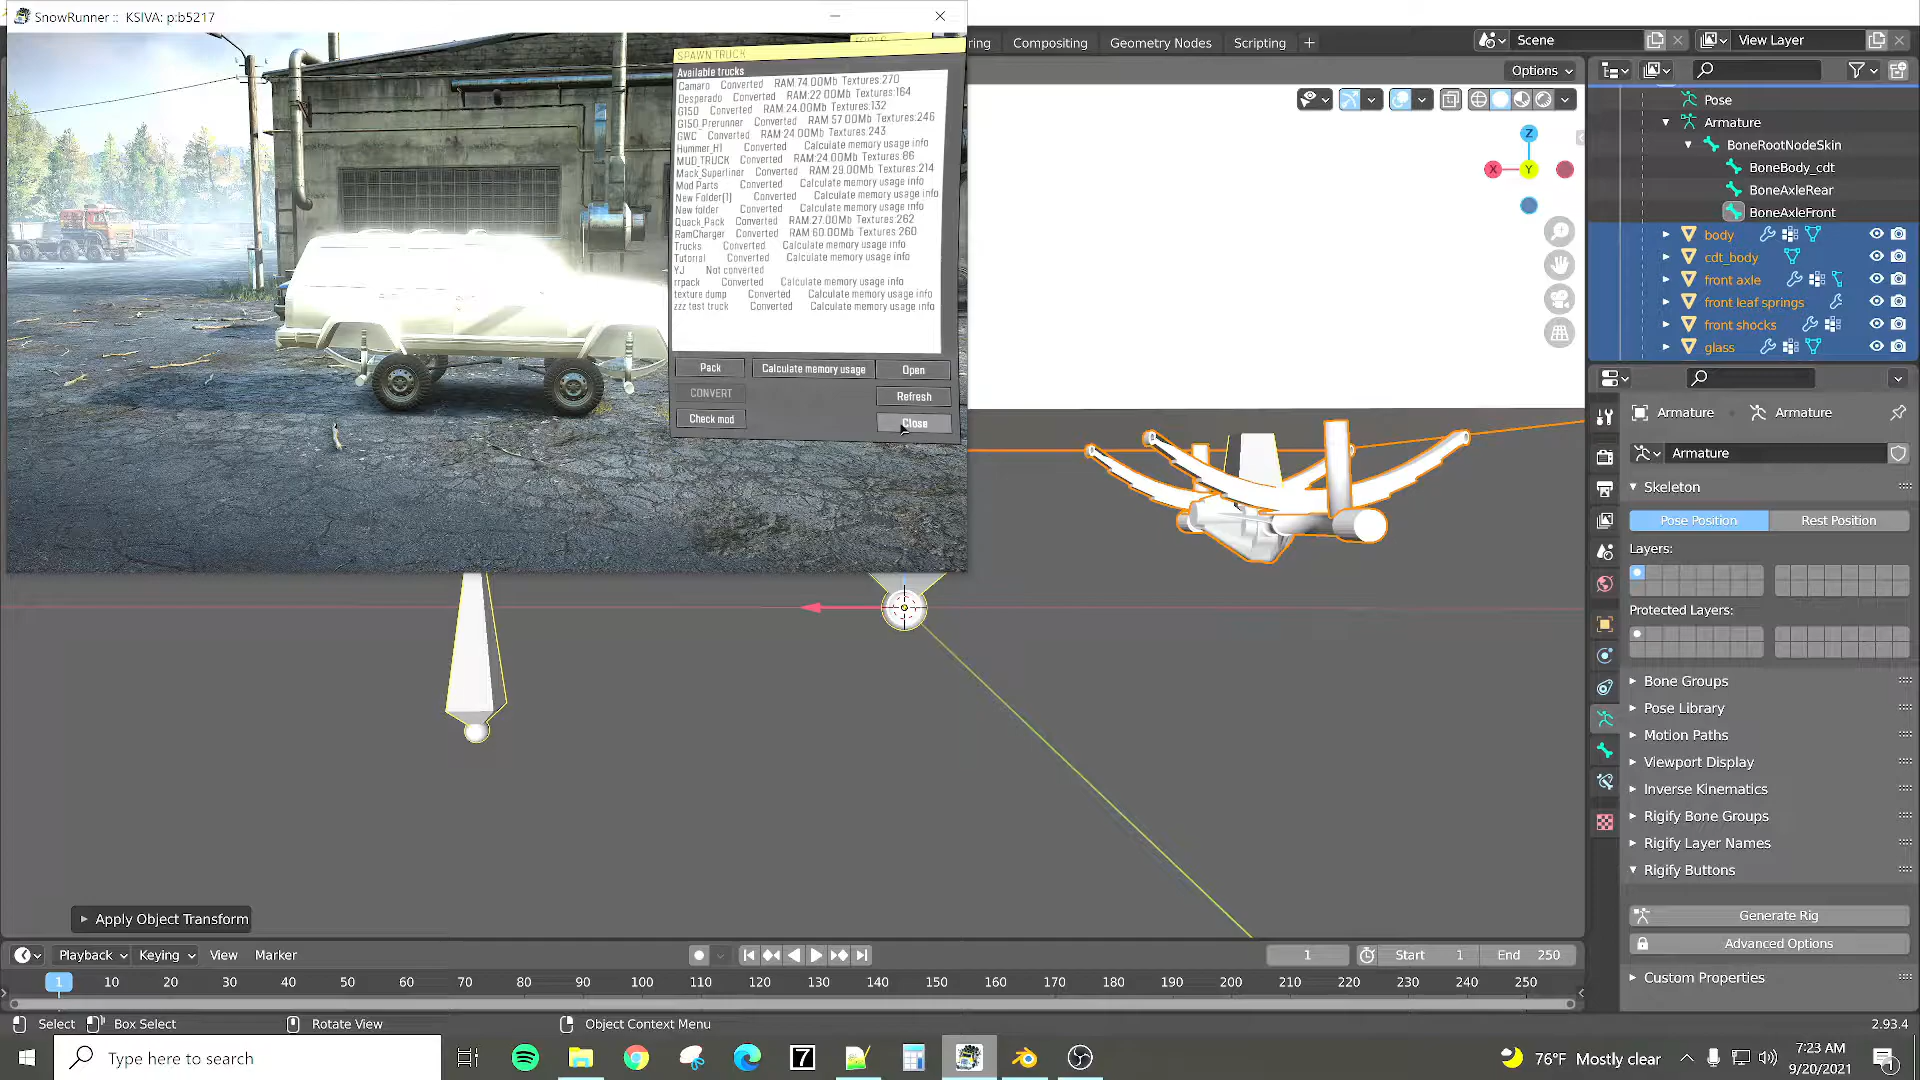 SnowRunner :: KSIVA: p:b5217
SPAWN TRUCK
Available trucks
Camaro Converted RAM 74.00Mb Textures:270
Desperado Converted RAM:22.00Mb Textures:164
G150 Converted RAM:24.00Mb Textures:132
G150_Prerunner Converted RAM 57.00Mb Textures:246
GWC Converted RAM:24.00Mb Textures:243
Hummer_H1 Converted Calculate memory usage info
MUD_TRUCK Converted RAM:24.00Mb Textures:86
Mack_Superliner Converted RAM 29.00Mb Textures:214
Mod Parts Converted Calculate memory usage info
New Folder(1) Converted Calculate memory usage info
New folder Converted Calculate memory usage info
Quack_Pack Converted RAM:27.00Mb Textures:262
RamCharger Converted RAM:60.00Mb Textures:260
Trucks Converted Calculate memory usage info
Tutorial Converted Calculate memory usage info
YJ Not converted
rrpack Converted Calculate memory usage info
texture dump Converted Calculate memory usage info
zzz test truck Converted Calculate memory usage info
Pack Calculate memory usage Open
CONVERT Refresh
Check mod Close
ring Compositing Geometry Nodes Scripting +
Scene
View Layer
Options
Z
X
Y
Pose
Armature
BoneRootNodeSkin
BoneBody_cdt
BoneAxleRear
BoneAxleFront
body
cdt_body
front axle
front leaf springs
front shocks
glass
Armature Armature
Armature
Skeleton
Pose Position Rest Position
Layers:
Protected Layers:
Bone Groups
Pose Library
Motion Paths
Viewport Display
Inverse Kinematics
Rigify Bone Groups
Rigify Layer Names
Rigify Buttons
Generate Rig
Advanced Options
Custom Properties
Apply Object Transform
Playback Keying View Marker
1 Start 1 End 250
1 10 20 30 40 50 60 70 80 90 100 110 120 130 140 150 160 170 180 190 200 210 220 230 240 250
Select Box Select Rotate View Object Context Menu 2.93.4
Type here to search
7
76°F Mostly clear
7:23 AM
9/20/2021
1